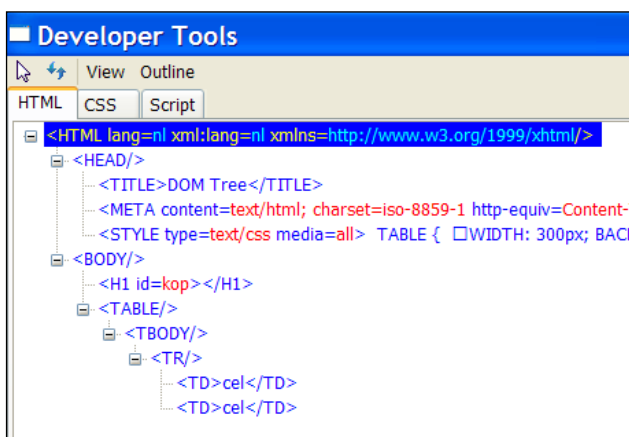 Developer Tools
View Outline
HTML CSS Script
<HTML lang=nl xml:lang=nl xmlns=http://www.w3.org/1999/xhtml/>
<HEAD/>
<TITLE>DOM Tree</TITLE>
<META content=text/html; charset=iso-8859-1 http-equiv=Content-
<STYLE type=text/css media=all> TABLE { □WIDTH: 300px; BAC
<BODY/>
<H1 id=kop></H1>
<TABLE/>
<TBODY/>
<TR/>
<TD>cel</TD>
<TD>cel</TD>